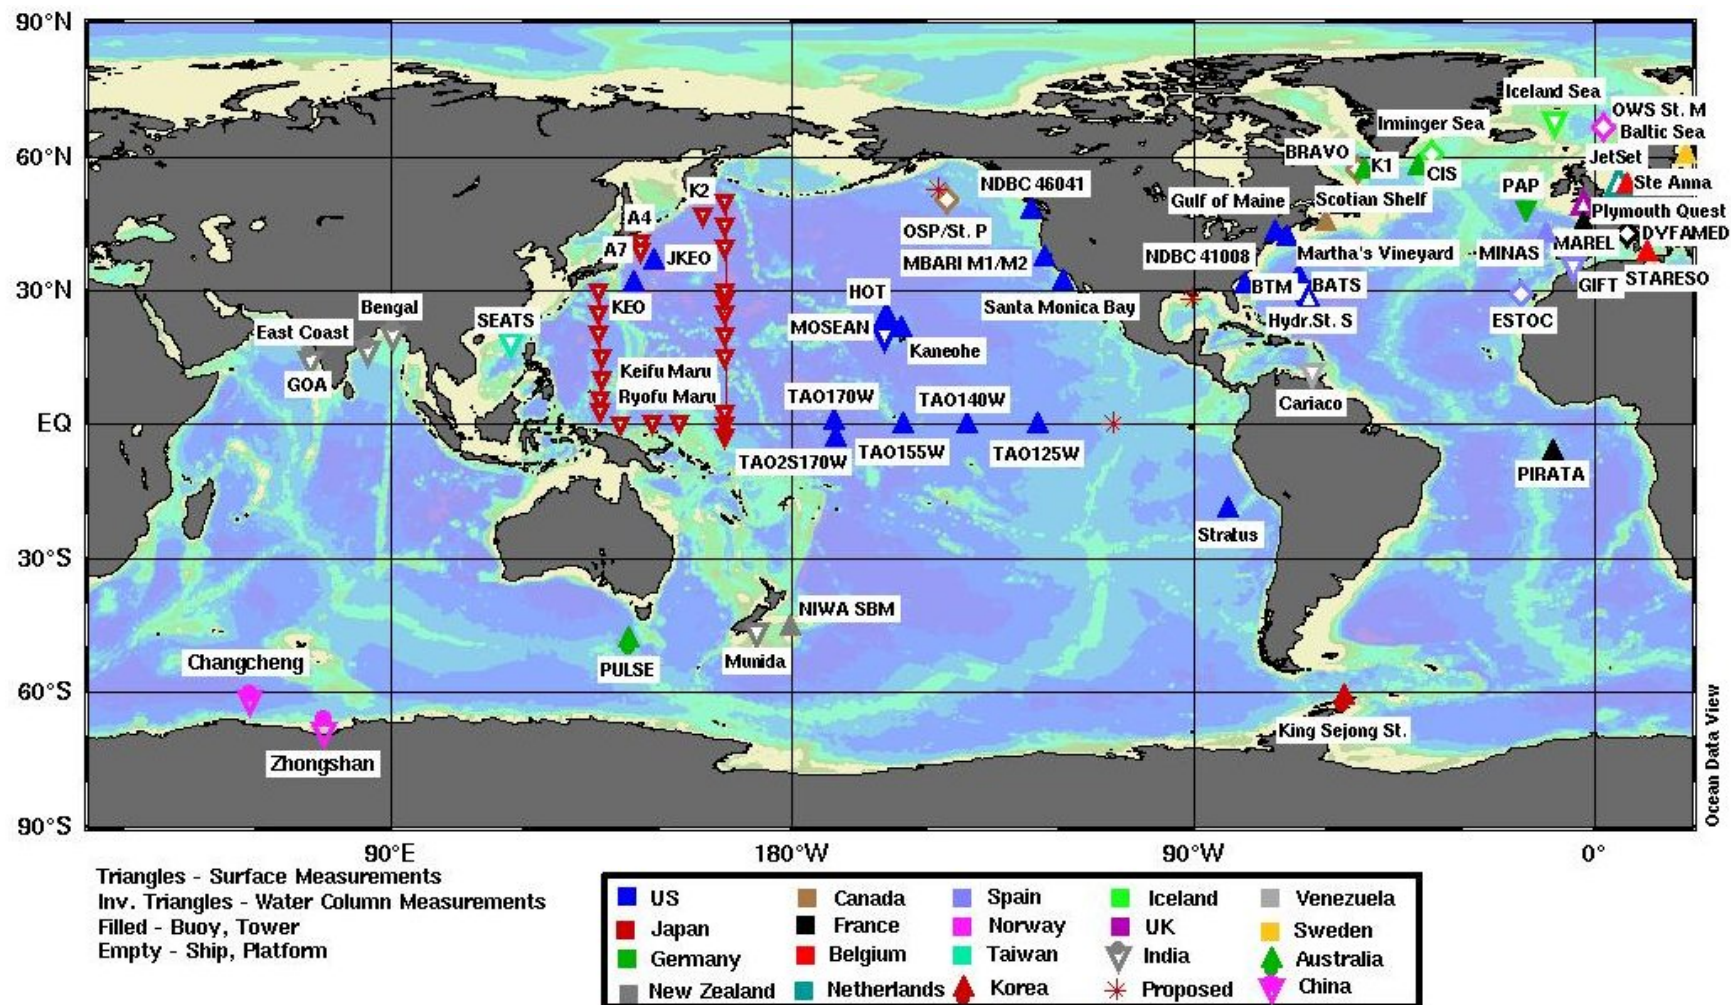 90°N
Iceland Sea
OWS St. M
Irminger Sea
Baltic Sea
60°N
BRAVO
K1
CIS
JetSet
K2
NDBC 46041
PAP
Ste Anna
Gulf of Maine
Scotian Shelf
A4
Plymouth Quest
OSP/St. P
A7
JKEO
MBARI M1/M2
NDBC 41008
Martha's Vineyard
MINAS
MAREL
DYFAMED
30°N
KEO
HOT
Santa Monica Bay
BTM
BATS
GIFT
STARESO
Bengal
East Coast
SEATS
MOSEAN
Hydr.St. S
ESTOC
Kaneohe
GOA
Keifu Maru
Ryofu Maru
TAO170W
TAO140W
Cariaco
EQ
TAO2S170W
TAO155W
TAO125W
PIRATA
Stratus
30°S
NIWA SBM
Changcheng
PULSE
Munida
60°S
King Sejong St.
Zhongshan
Ocean Data View
90°S
90°E
180°W
90°W
0°
Triangles - Surface Measurements
Inv. Triangles - Water Column Measurements
Filled - Buoy, Tower
Empty - Ship, Platform
US
Canada
Spain
Iceland
Venezuela
Japan
France
Norway
UK
Sweden
Germany
Belgium
Taiwan
India
Australia
New Zealand
Netherlands
Korea
Proposed
China